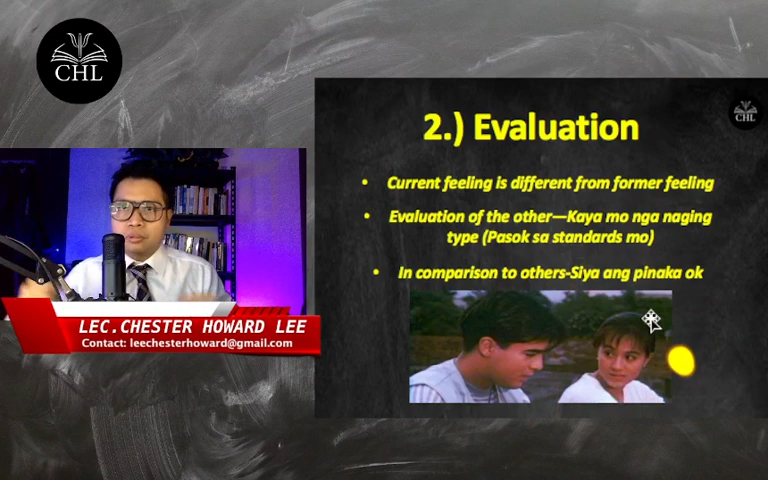 CHL
CHL
2.) Evaluation
• Current feeling is different from former feeling
• Evaluation of the other—Kaya mo nga naging
type (Pasok sa standards mo)
• In comparison to others-Siya ang pinaka ok
LEC.CHESTER HOWARD LEE
Contact: leechesterhoward@gmail.com